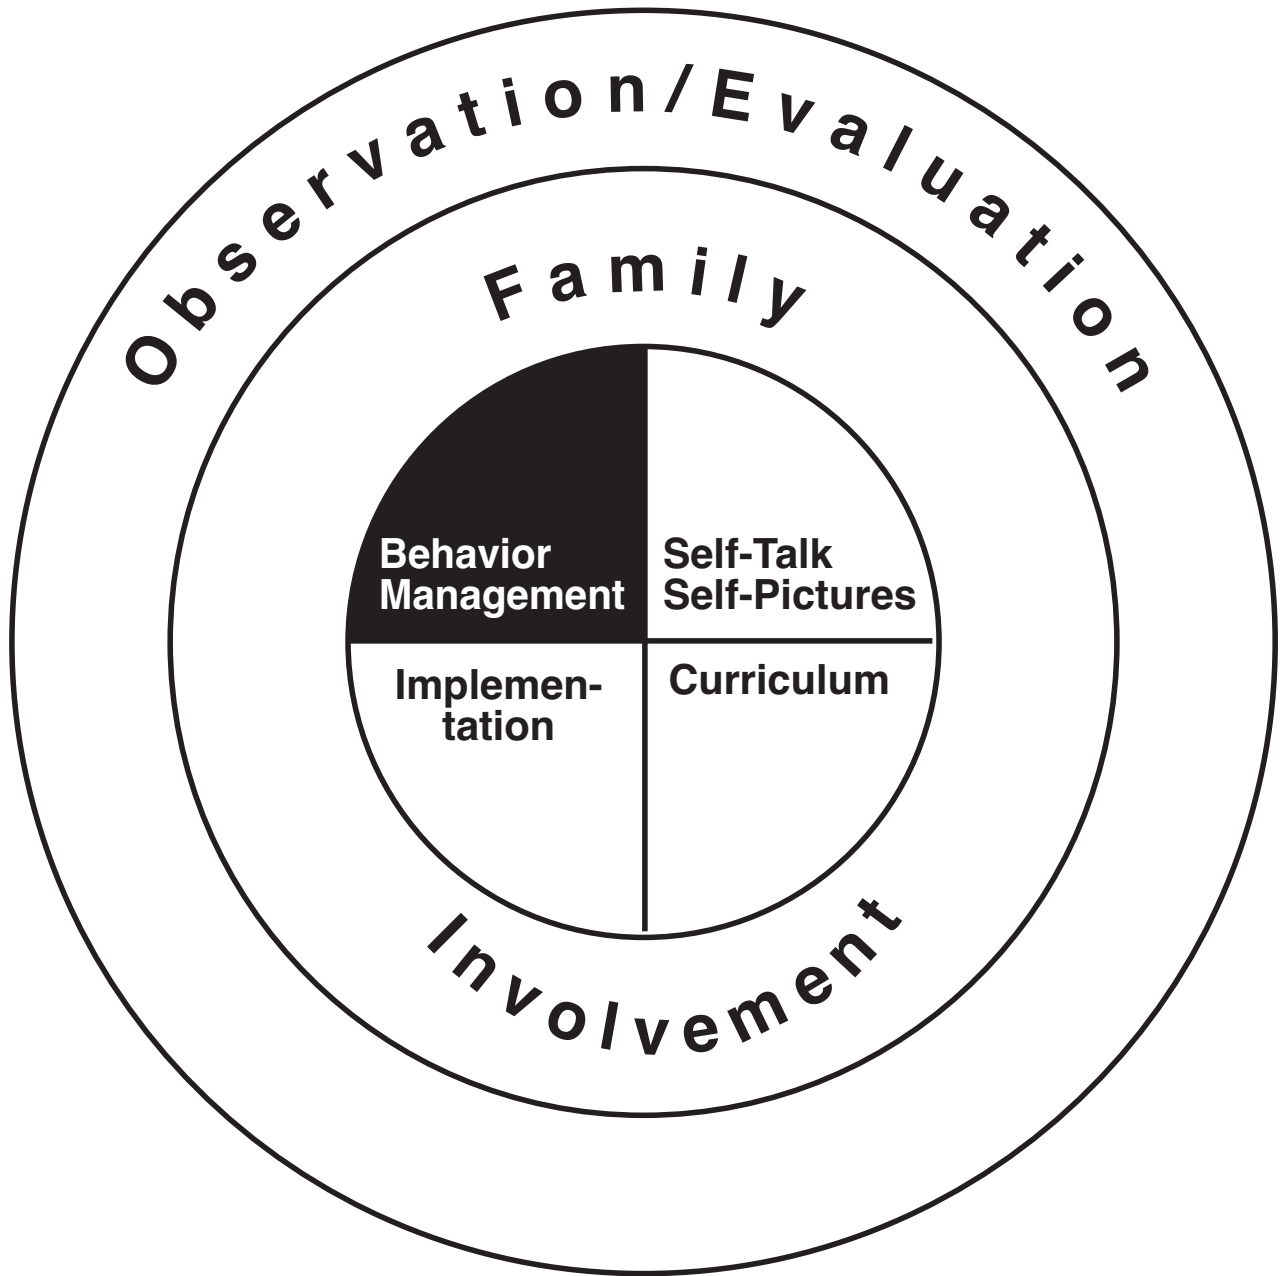 Observation/Evaluation
Family
Behavior
Management
Self-Talk
Self-Pictures
Implemen-
tation
Curriculum
Involvement